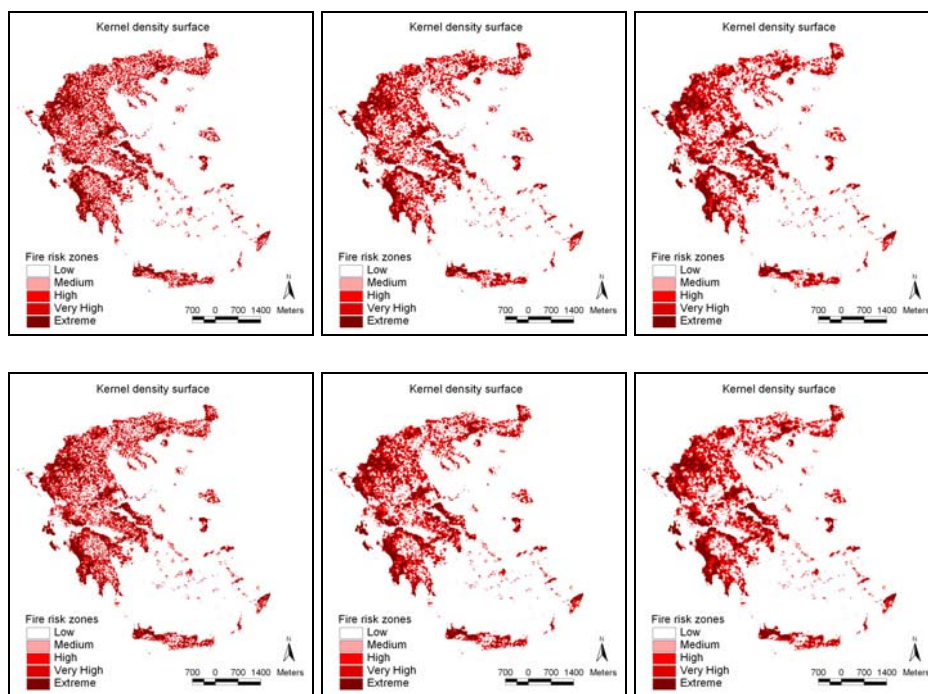 Kernel density surface
Fire risk zones
Low
Medium
High
Very High
Extreme
N
700 0 700 1400 Meters
Kernel density surface
Fire risk zones
Low
Medium
High
Very High
Extreme
N
700 0 700 1400 Meters
Kernel density surface
Fire risk zones
Low
Medium
High
Very High
Extreme
N
700 0 700 1400 Meters
Kernel density surface
Fire risk zones
Low
Medium
High
Very High
Extreme
N
700 0 700 1400 Meters
Kernel density surface
Fire risk zones
Low
Medium
High
Very High
Extreme
N
700 0 700 1400 Meters
Kernel density surface
Fire risk zones
Low
Medium
High
Very High
Extreme
N
700 0 700 1400 Meters